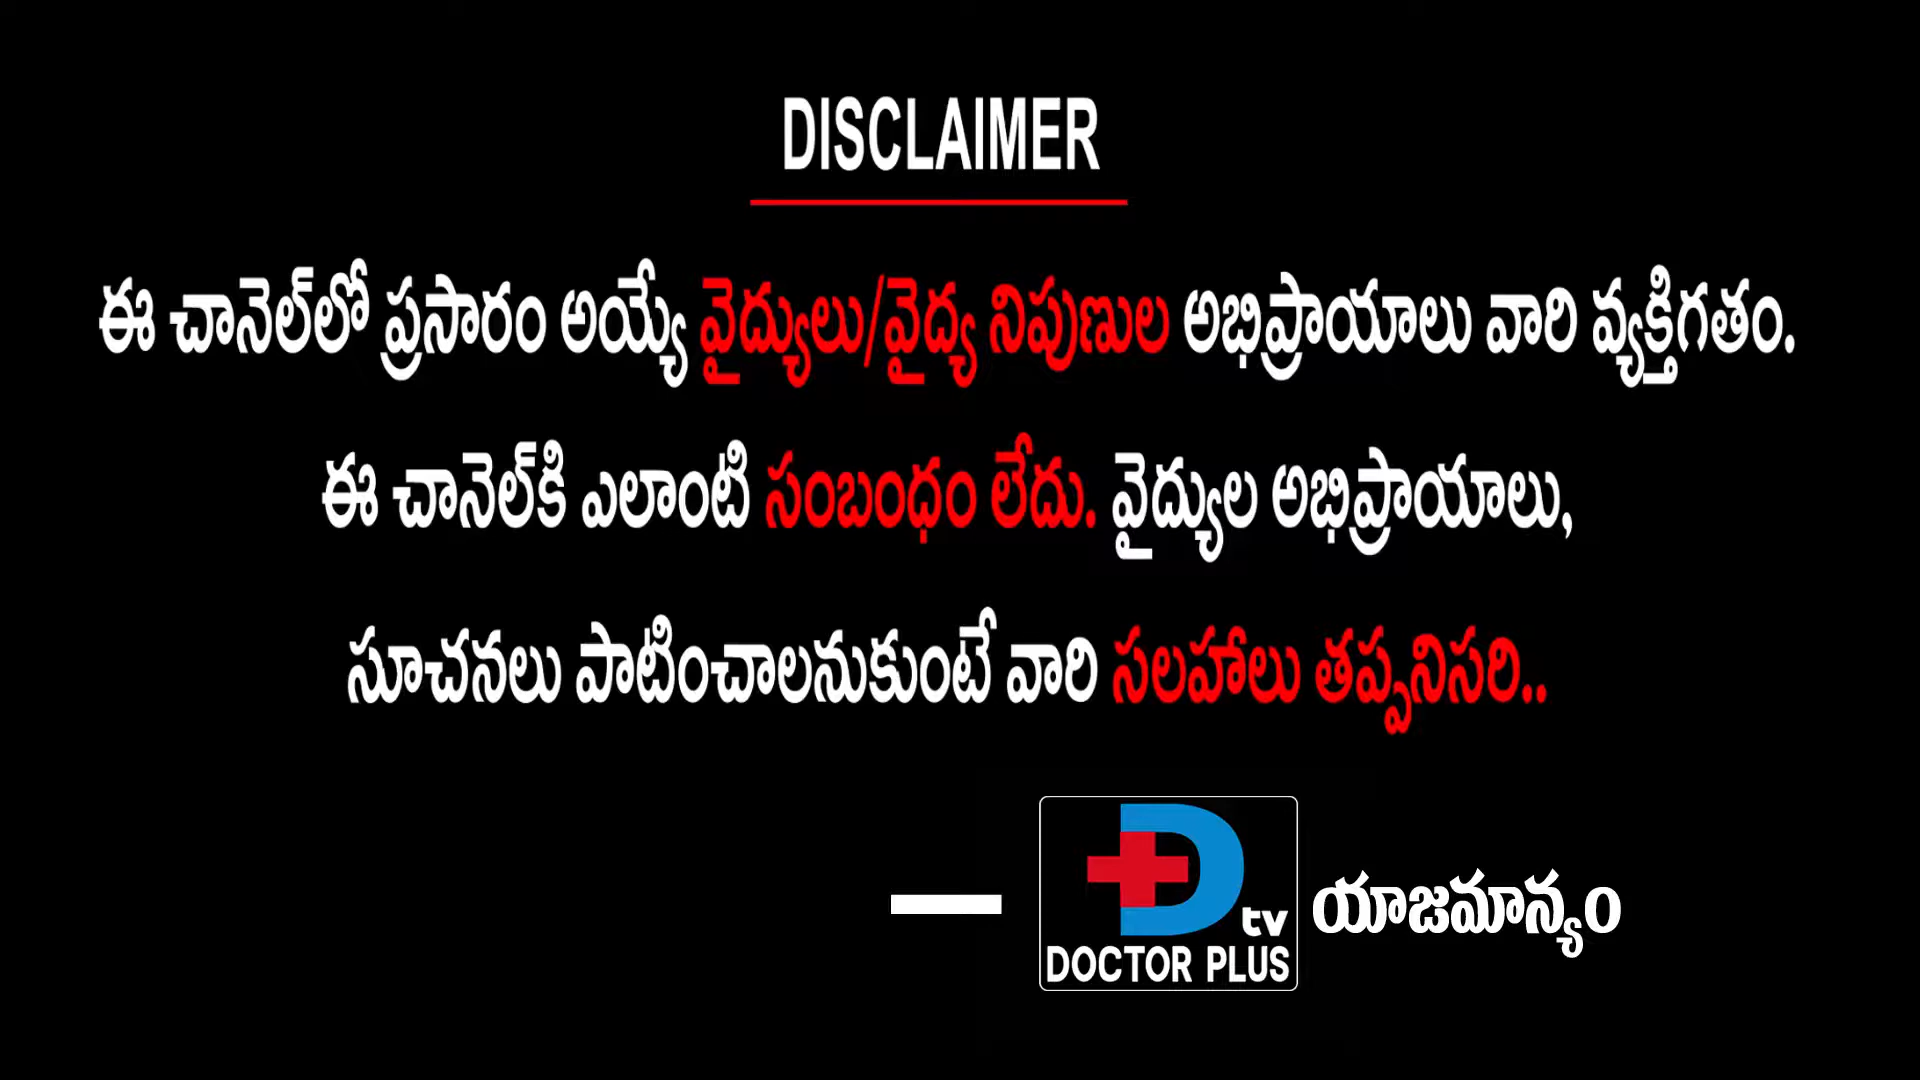 DISCLAIMER
ఈ చానెల్‌లో ప్రసారం అయ్యే వైద్యులు/వైద్య నిపుణుల అభిప్రాయాలు వారి వ్యక్తిగతం.
ఈ చానెల్‌కి ఎలాంటి సంబంధం లేదు. వైద్యుల అభిప్రాయాలు,
సూచనలు పాటించాలనుకుంటే వారి సలహాలు తప్పనిసరి..
— D tv యాజమాన్యం
DOCTOR PLUS